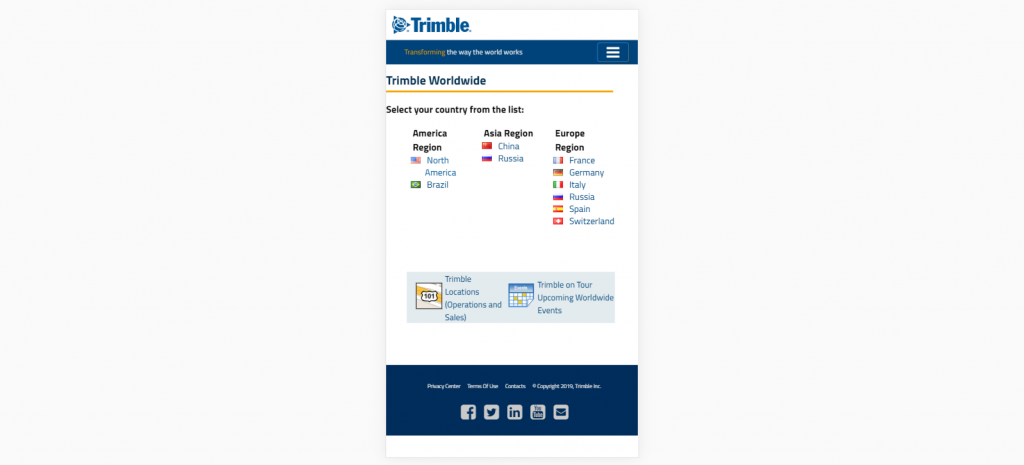 Trimble
Transforming the way the world works
Trimble Worldwide
Select your country from the list:
America
Region
North
America
Brazil
Asia Region
China
Russia
Europe
Region
France
Germany
Italy
Russia
Spain
Switzerland
101
Trimble
Locations
(Operations and
Sales)
Trimble on Tour
Upcoming Worldwide
Events
Privacy Center Terms Of Use Contacts © Copyright 2019, Trimble Inc.
You
Tube